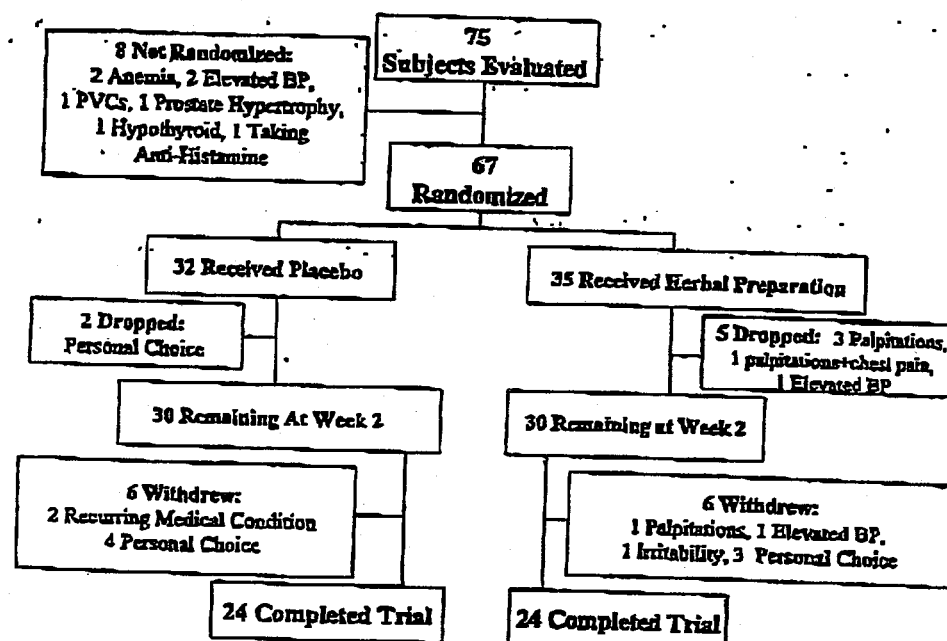 75
Subjects Evaluated
8 Not Randomized:
2 Anemia, 2 Elevated BP,
1 PVCs, 1 Prostate Hypertrophy,
1 Hypothyroid, 1 Taking
Anti-Histamine
67
Randomized
32 Received Placebo
35 Received Herbal Preparation
2 Dropped:
Personal Choice
5 Dropped: 3 Palpitations,
1 palpitations+chest pain,
1 Elevated BP
30 Remaining At Week 2
30 Remaining at Week 2
6 Withdrew:
2 Recurring Medical Condition
4 Personal Choice
6 Withdrew:
1 Palpitations, 1 Elevated BP,
1 Irritability, 3 Personal Choice
24 Completed Trial
24 Completed Trial